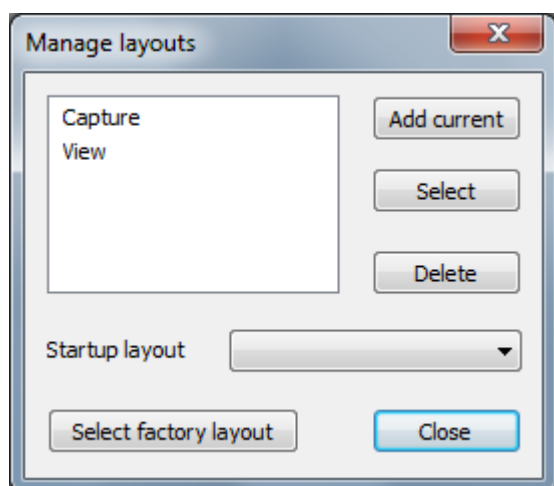 Manage layouts
Capture
View
Add current
Select
Delete
Startup layout
Select factory layout
Close